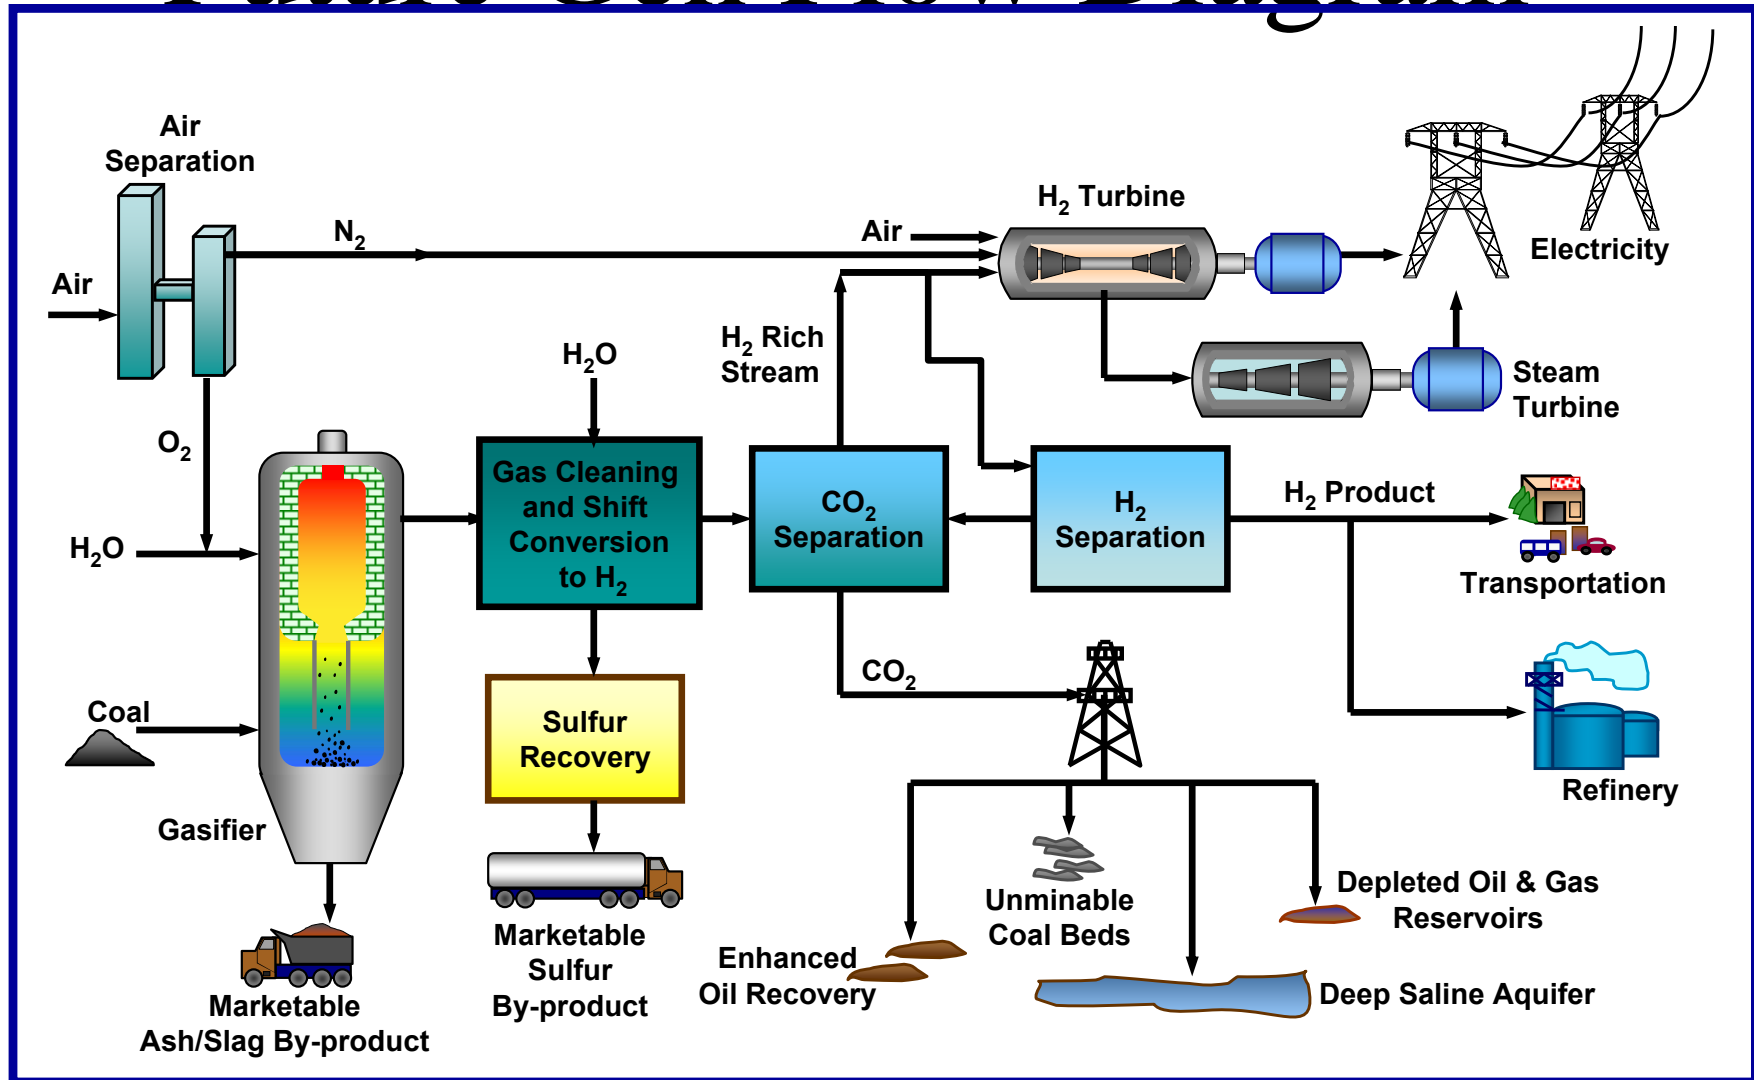 Diagram
Air
Separation
N₂
Air
H₂ Turbine
Electricity
Air
H₂ Rich
Stream
H₂O
Steam
Turbine
O₂
Gas Cleaning
and Shift
Conversion
to H₂
CO₂
Separation
H₂
Separation
H₂ Product
H₂O
Transportation
CO₂
Coal
Sulfur
Recovery
Refinery
Gasifier
Unminable
Coal Beds
Depleted Oil & Gas
Reservoirs
Marketable
Sulfur
By-product
Enhanced
Oil Recovery
Deep Saline Aquifer
Marketable
Ash/Slag By-product